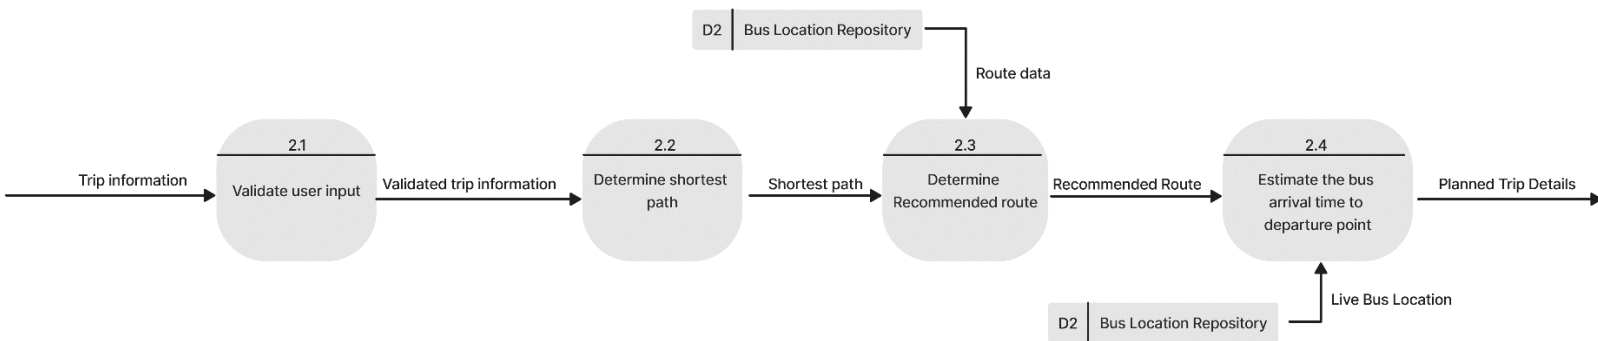 D2 Bus Location Repository
Route data
2.1
2.2
2.3
2.4
Trip information
Validate user input
Validated trip information
Determine shortest
path
Shortest path
Determine
Recommended route
Recommended Route
Estimate the bus
arrival time to
departure point
Planned Trip Details
Live Bus Location
D2 Bus Location Repository